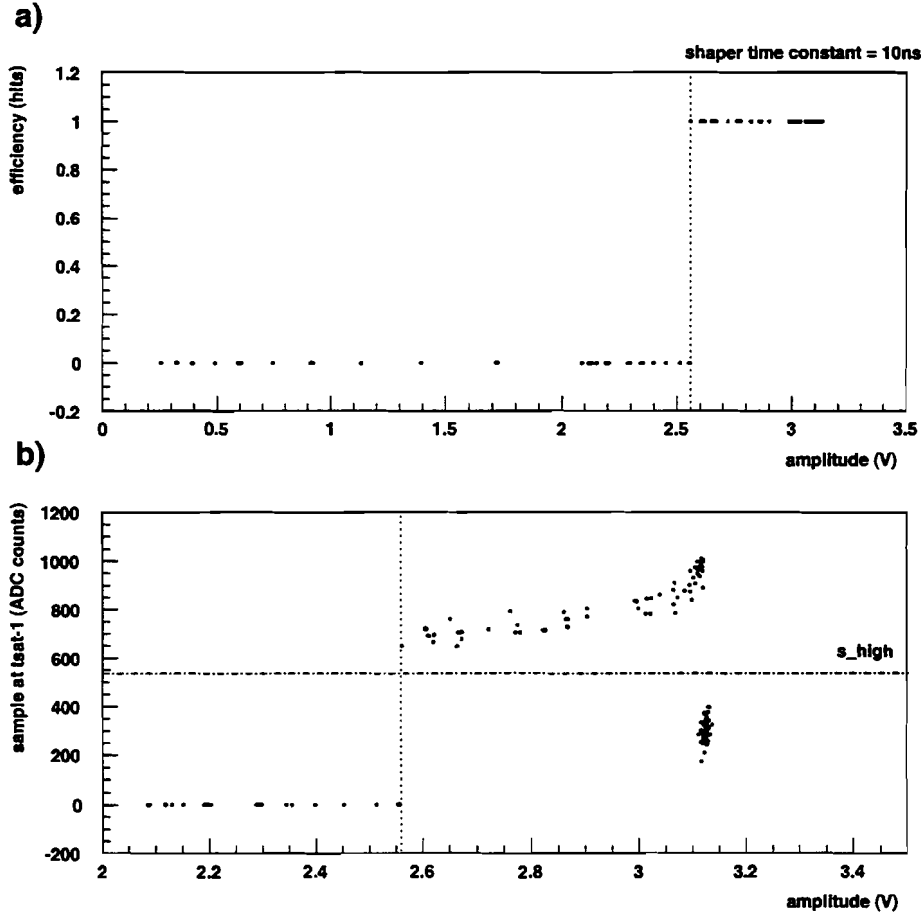 a)
shaper time constant = 10ns
efficiency (hits)
1.2
1
0.8
0.6
0.4
0.2
0
-0.2
0 0.5 1 1.5 2 2.5 3 3.5
amplitude (V)
b)
sample at tsat-1 (ADC counts)
1200
1000
800
600
400
200
0
-200
s_high
2 2.2 2.4 2.6 2.8 3 3.2 3.4
amplitude (V)